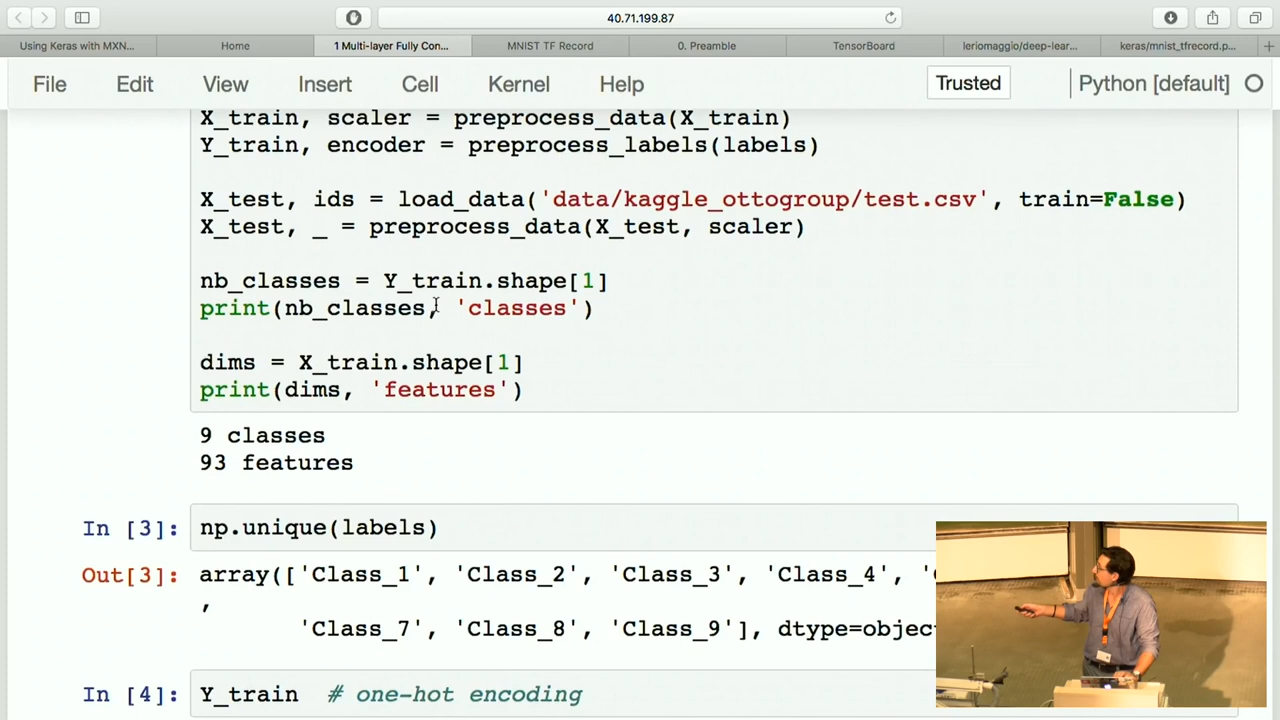 40.71.199.87
Using Keras with MXN... Home 1 Multi-layer Fully Con... MNIST TF Record 0. Preamble TensorBoard leriomaggio/deep-lear... keras/mnist_tfrecord.p... +
File Edit View Insert Cell Kernel Help Trusted Python [default]
X_train, scaler = preprocess_data(X_train)
Y_train, encoder = preprocess_labels(labels)
X_test, ids = load_data('data/kaggle_ottogroup/test.csv', train=False)
X_test, _ = preprocess_data(X_test, scaler)
nb_classes = Y_train.shape[1]
print(nb_classes, 'classes')
dims = X_train.shape[1]
print(dims, 'features')
9 classes
93 features
In [3]: np.unique(labels)
Out[3]: array(['Class_1', 'Class_2', 'Class_3', 'Class_4',
,
'Class_7', 'Class_8', 'Class_9'], dtype=objec
In [4]: Y_train # one-hot encoding